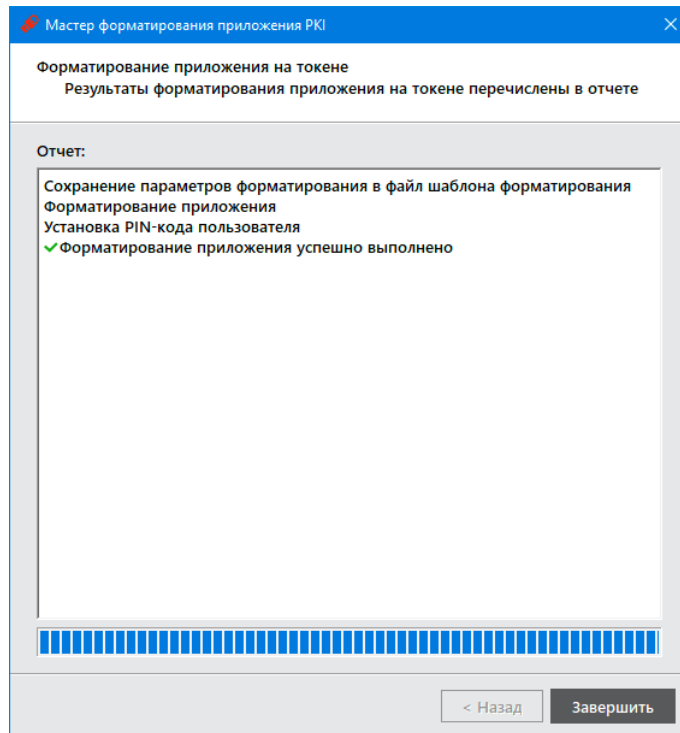 Мастер форматирования приложения PKI
Форматирование приложения на токене
Результаты форматирования приложения на токене перечислены в отчете
Отчет:
Сохранение параметров форматирования в файл шаблона форматирования
Форматирование приложения
Установка PIN-кода пользователя
Форматирование приложения успешно выполнено
< Назад
Завершить